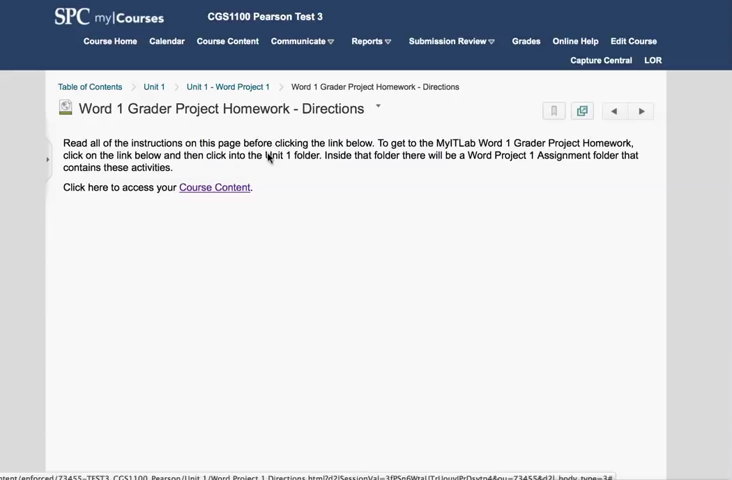 SPC my|Courses
CGS1100 Pearson Test 3
Course Home Calendar Course Content Communicate Reports Submission Review Grades Online Help Edit Course
Capture Central LOR
Table of Contents Unit 1 Unit 1 - Word Project 1 Word 1 Grader Project Homework - Directions
Word 1 Grader Project Homework - Directions
Read all of the instructions on this page before clicking the link below. To get to the MyITLab Word 1 Grader Project Homework,
click on the link below and then click into the Unit 1 folder. Inside that folder there will be a Word Project 1 Assignment folder that
contains these activities.
Click here to access your Course Content.